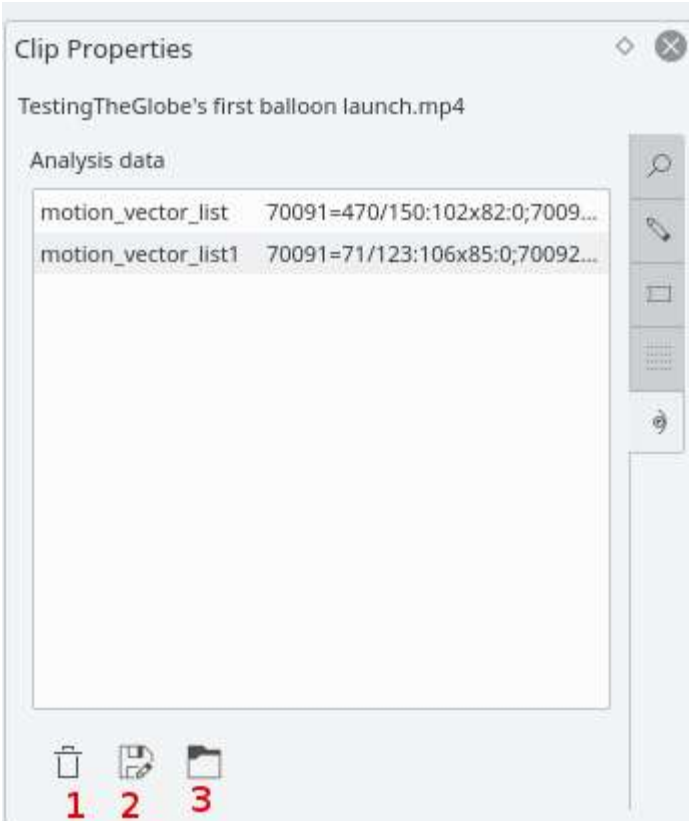 Clip Properties
TestingTheGlobe's first balloon launch.mp4
Analysis data
motion_vector_list 70091=470/150:102x82:0;7009...
motion_vector_list1 70091=71/123:106x85:0;70092...
1 2 3